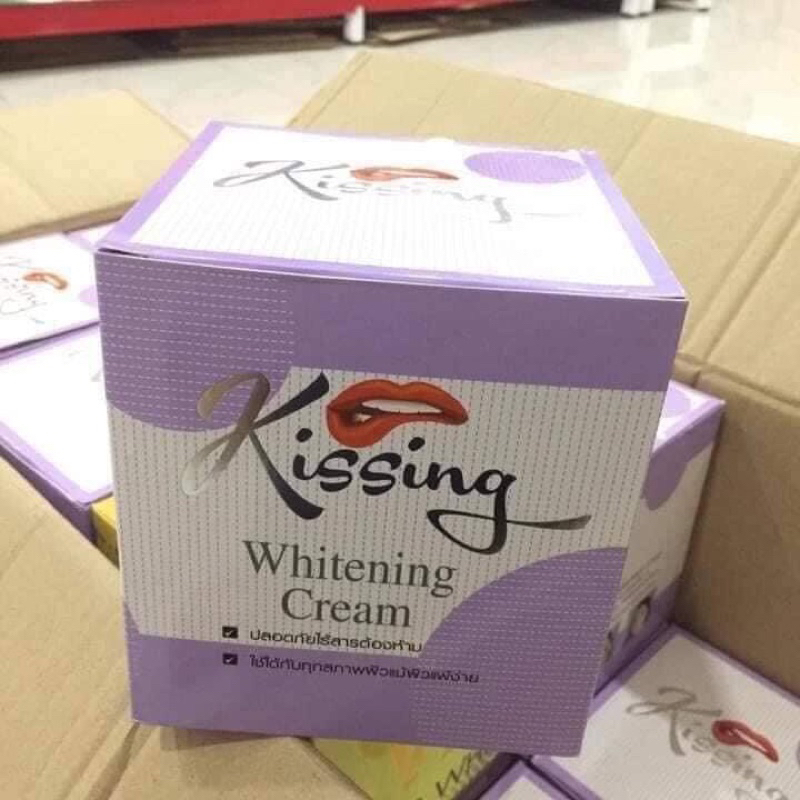 Kissing
Kissing
Kissing
Whitening
Cream
ปลอดภัยไร้สารต้องห้าม
ใช้ได้กับทุกสภาพผิวแม้ผิวแพ้ง่าย
Kissing